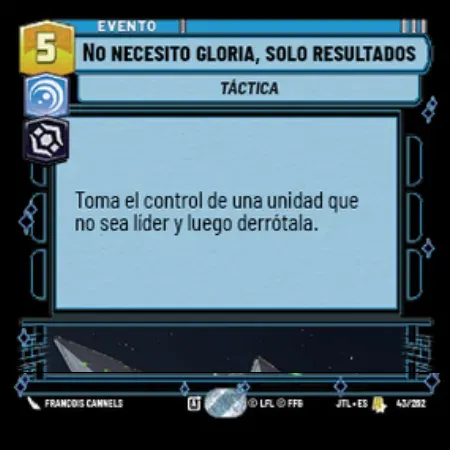 EVENTO
5
NO NECESITO GLORIA, SOLO RESULTADOS
TÁCTICA
Toma el control de una unidad que
no sea líder y luego derrótala.
FRANCOIS CANNELS © LFL © FFG JTL • ES 43/262